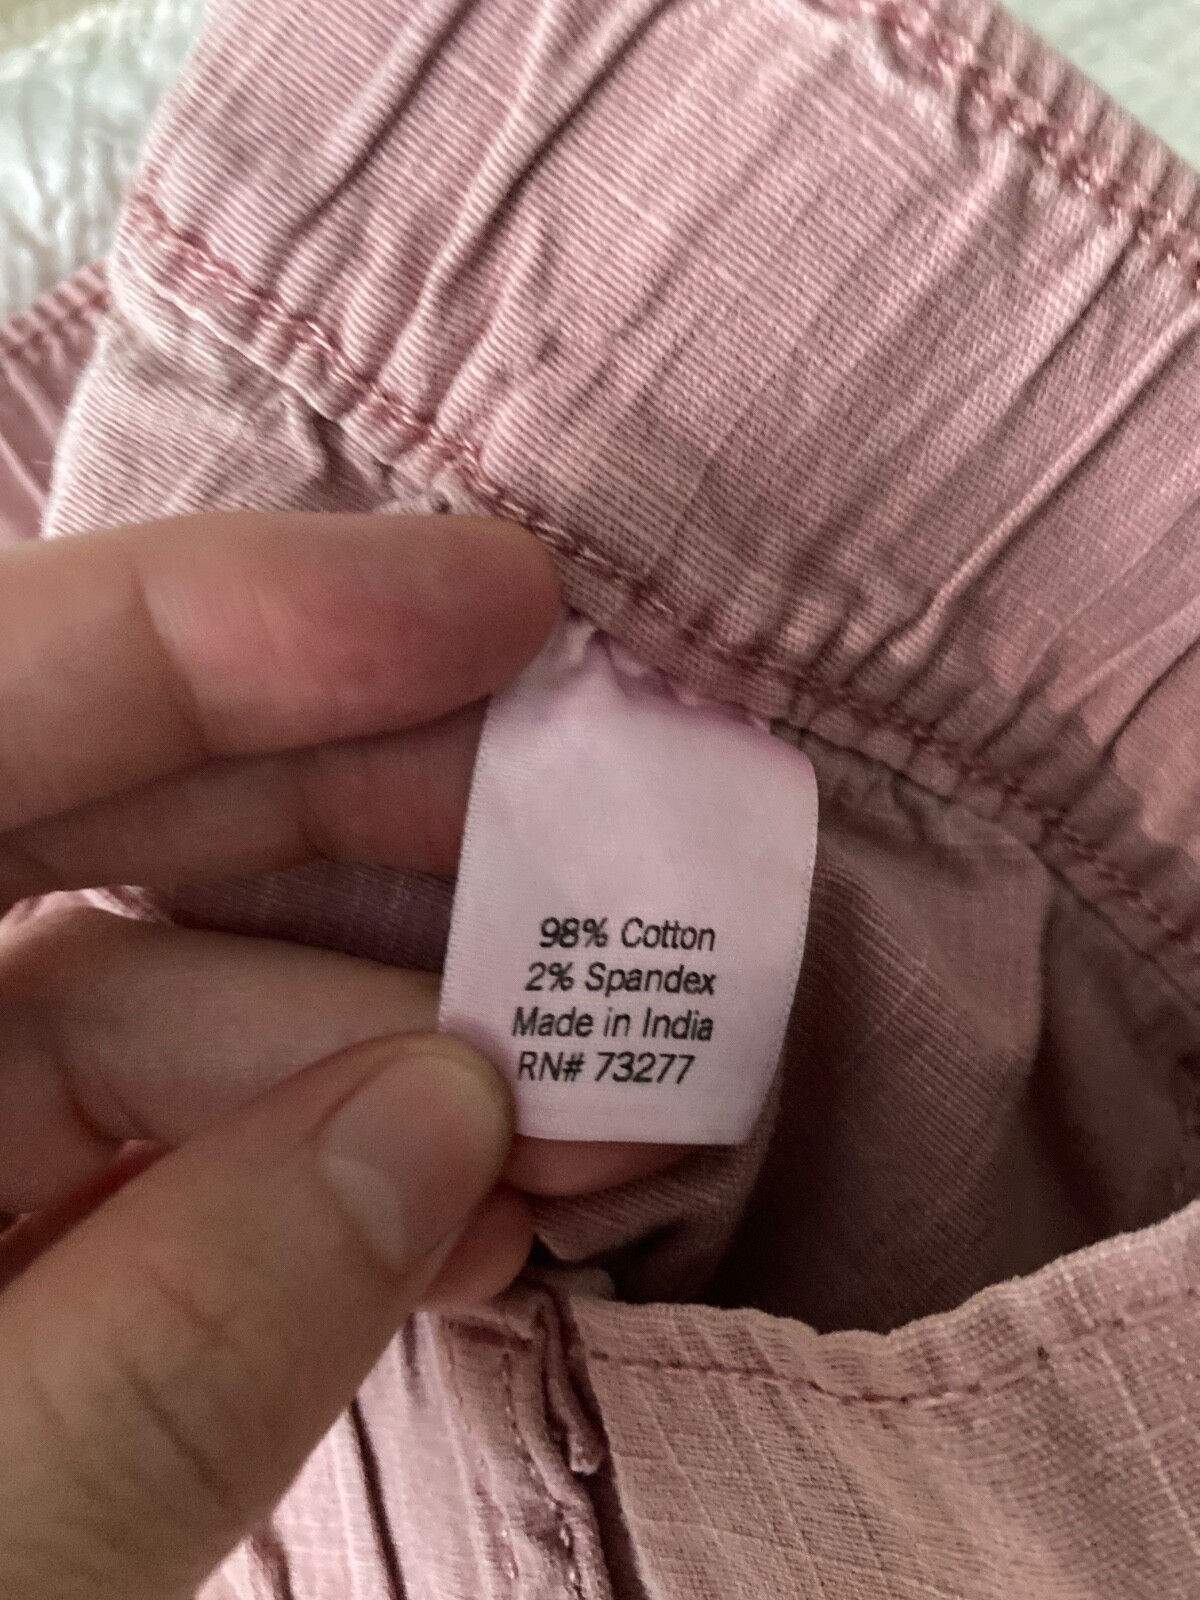 98% Cotton
2% Spandex
Made in India
RN# 73277